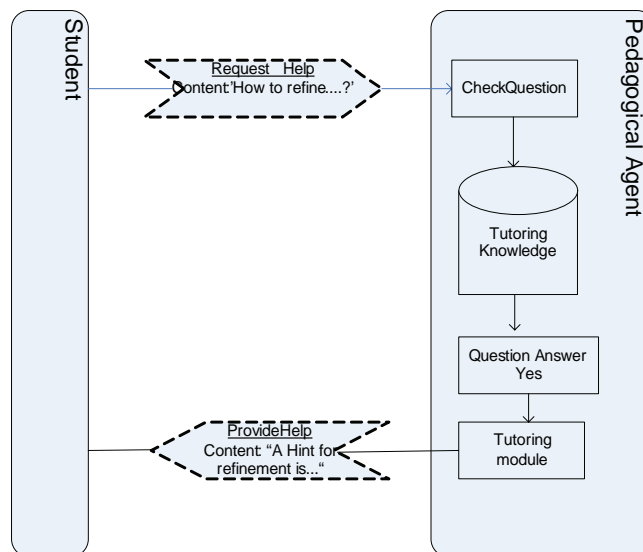 Student
Request Help
Content:'How to refine....?'
CheckQuestion
Pedagogical Agent
Tutoring
Knowledge
Question Answer
Yes
ProvideHelp
Content: “A Hint for
refinement is...“
Tutoring
module